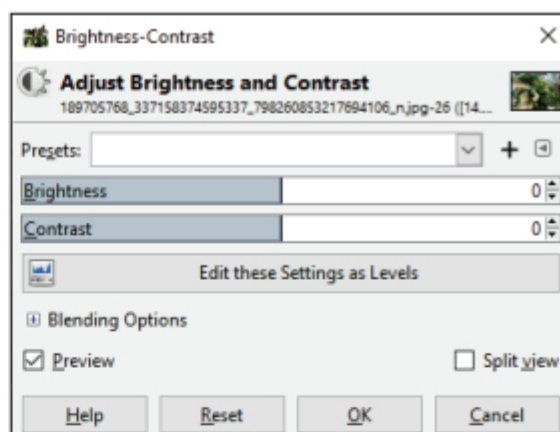 Brightness-Contrast
Adjust Brightness and Contrast
189705768_337158374595337_798260853217694106_n.jpg-26 ([14....
Presets:
Brightness 0
Contrast 0
Edit these Settings as Levels
Blending Options
Preview Split view
Help Reset OK Cancel